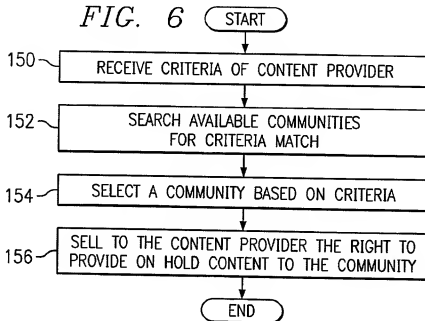 FIG. 6
START
150
RECEIVE CRITERIA OF CONTENT PROVIDER
152
SEARCH AVAILABLE COMMUNITIES
FOR CRITERIA MATCH
154
SELECT A COMMUNITY BASED ON CRITERIA
156
SELL TO THE CONTENT PROVIDER THE RIGHT TO
PROVIDE ON HOLD CONTENT TO THE COMMUNITY
END